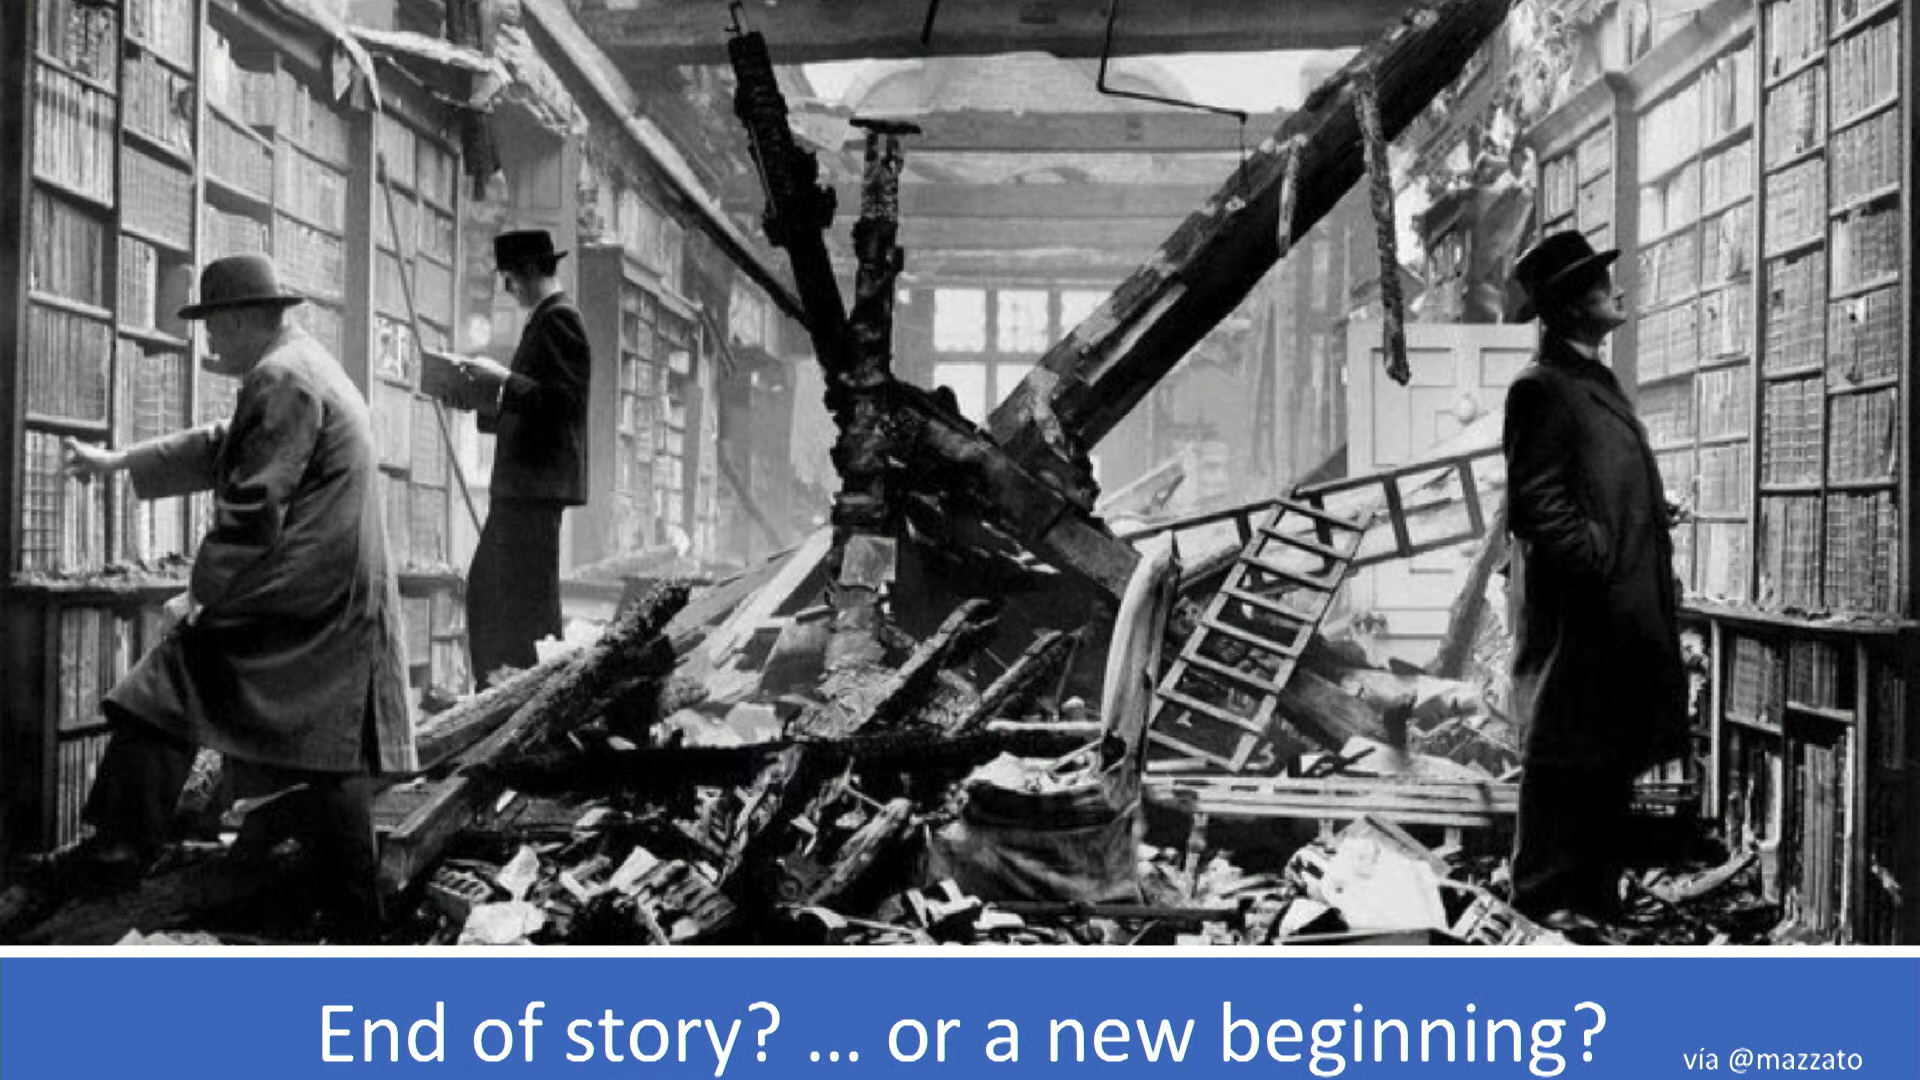 End of story? ... or a new beginning?
vía @mazzato